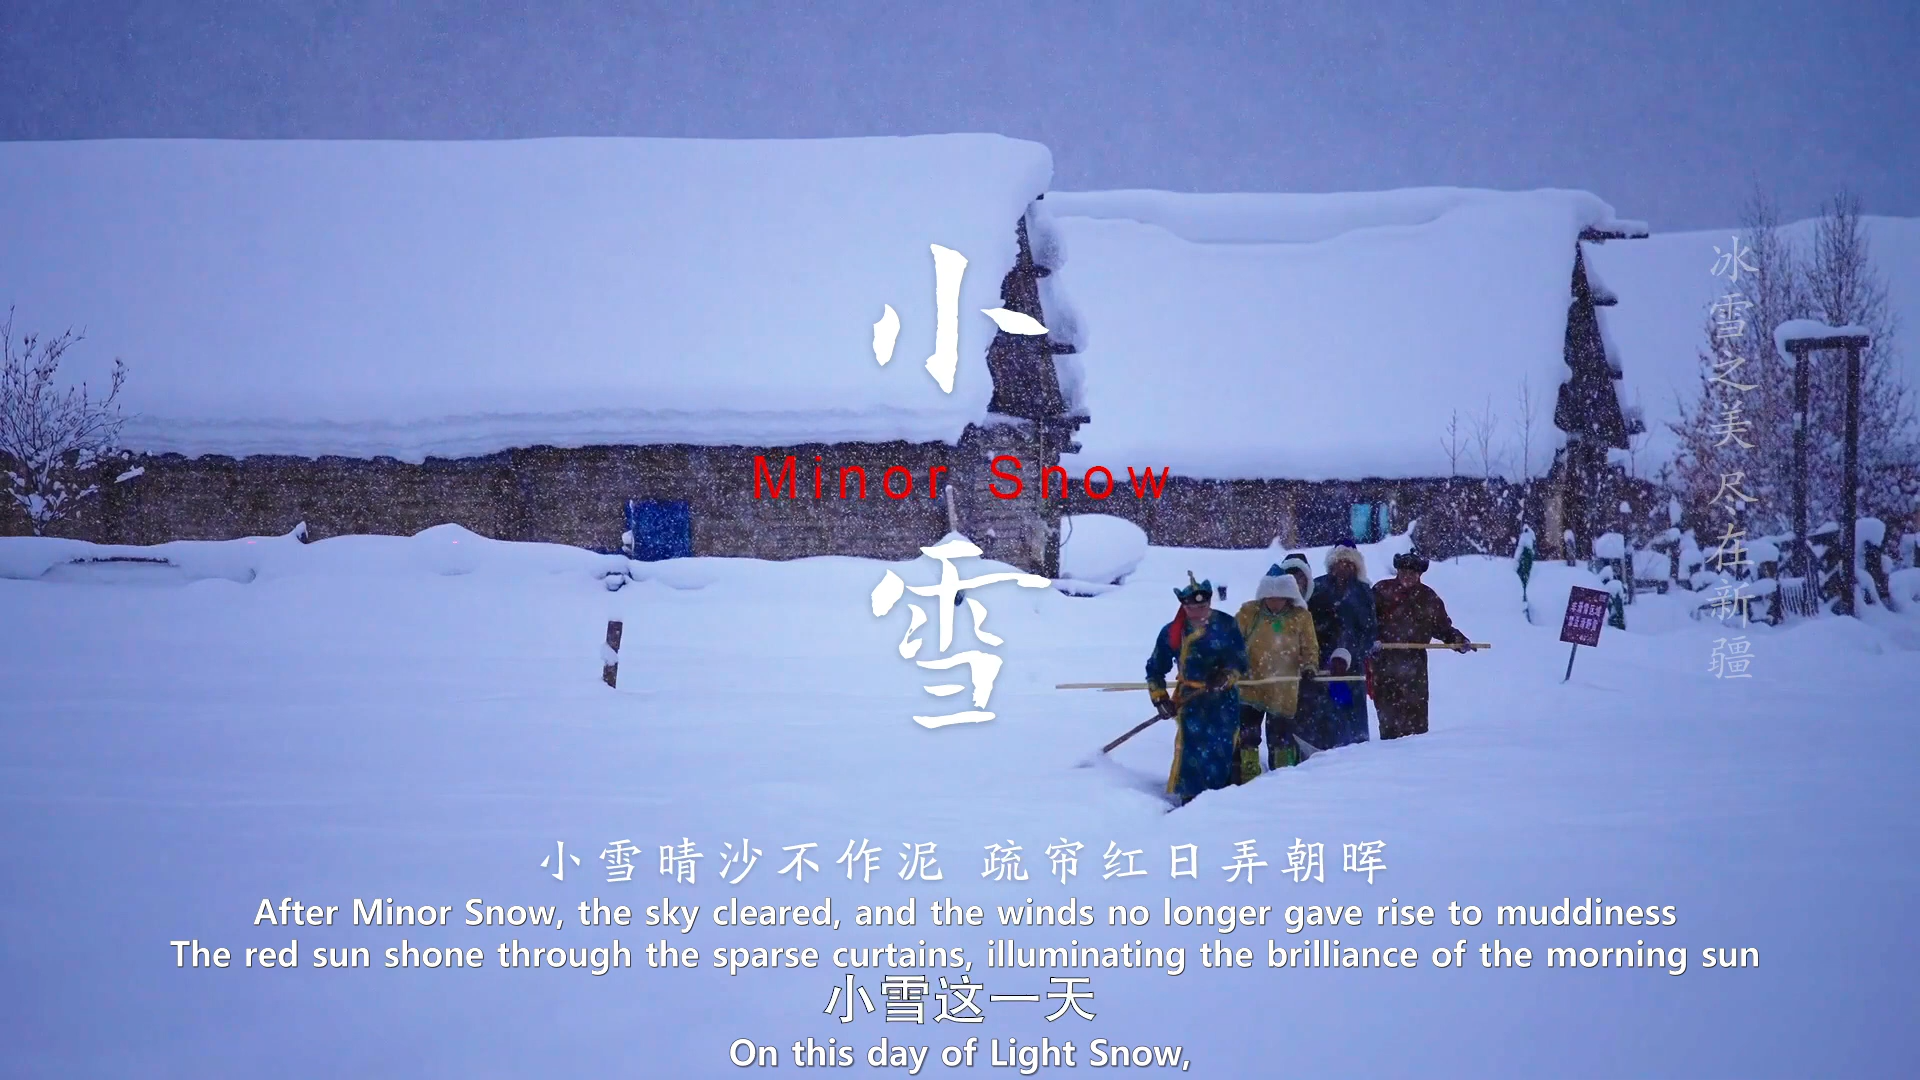 小雪
Minor Snow
冰雪之美 尽在新疆
小雪晴沙不作泥 疏帘红日弄朝晖
After Minor Snow, the sky cleared, and the winds no longer gave rise to muddiness
The red sun shone through the sparse curtains, illuminating the brilliance of the morning sun
小雪这一天
On this day of Light Snow,